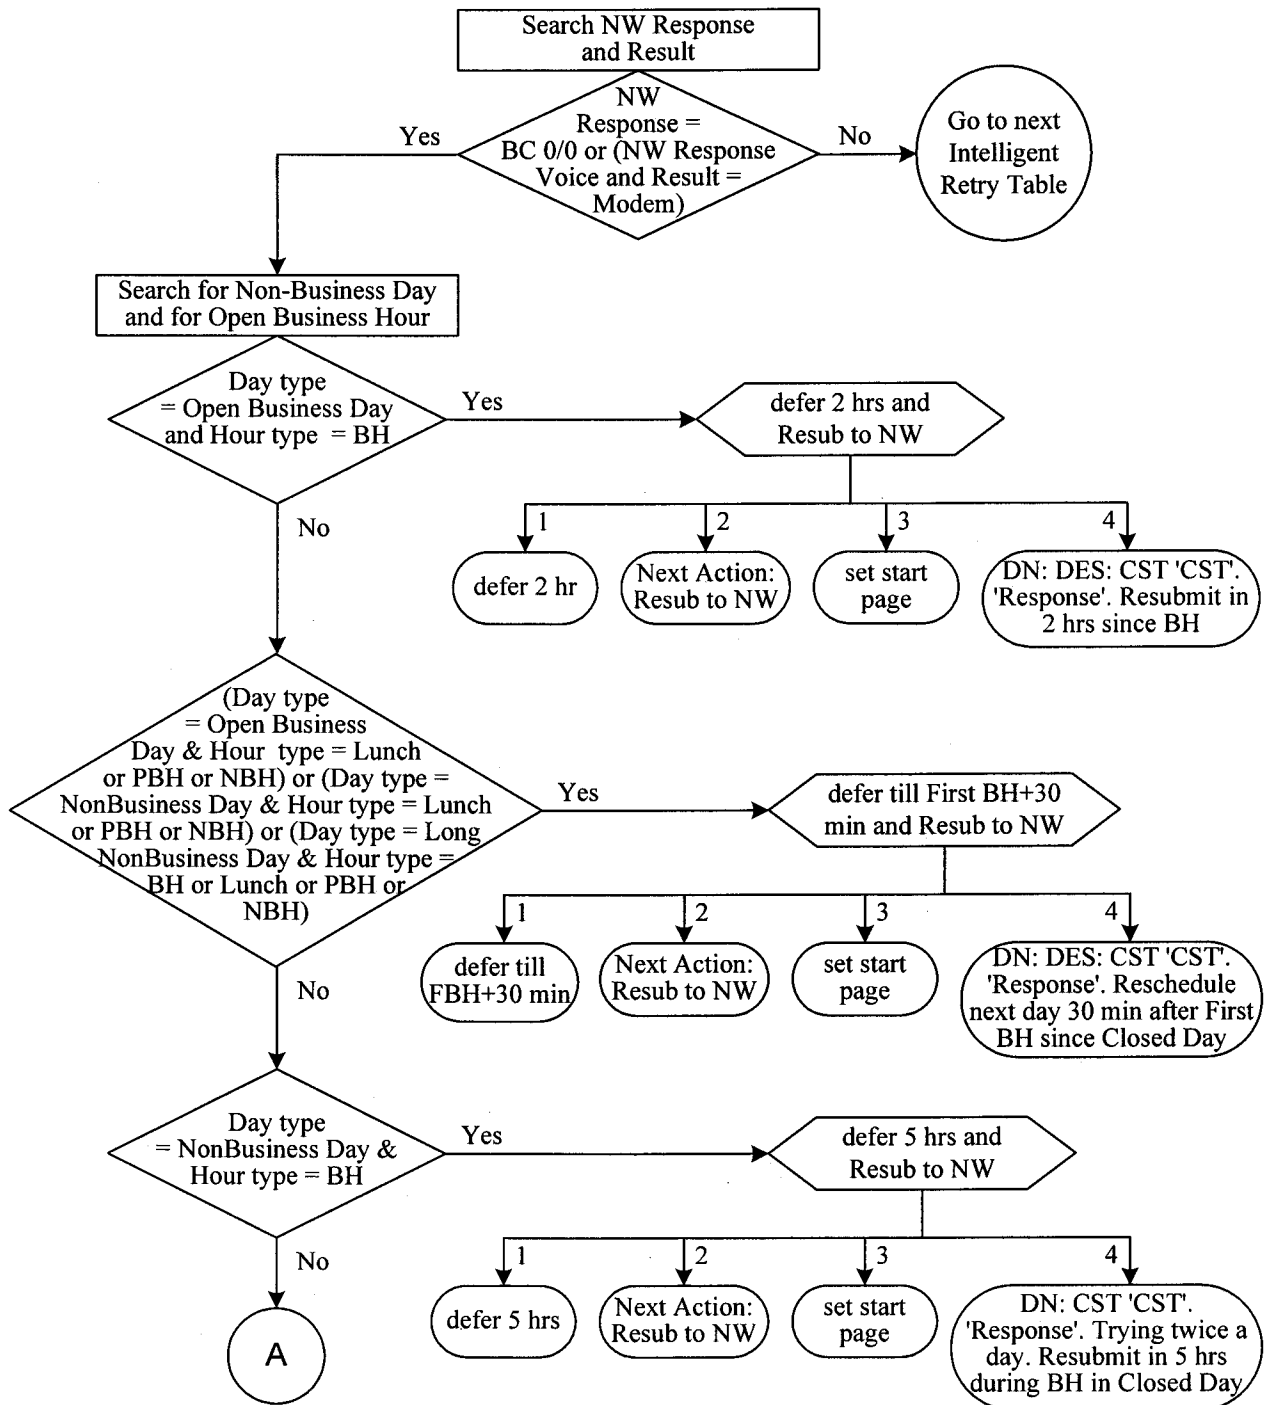 Search NW Response
and Result
NW
Response =
BC 0/0 or (NW Response
Voice and Result =
Modem)
Yes
No
Go to next
Intelligent
Retry Table
Search for Non-Business Day
and for Open Business Hour
Day type
= Open Business Day
and Hour type = BH
Yes
defer 2 hrs and
Resub to NW
No
1
2
3
4
defer 2 hr
Next Action:
Resub to NW
set start
page
DN: DES: CST 'CST'.
'Response'. Resubmit in
2 hrs since BH
(Day type
= Open Business
Day & Hour type = Lunch
or PBH or NBH) or (Day type =
NonBusiness Day & Hour type = Lunch
or PBH or NBH) or (Day type = Long
NonBusiness Day & Hour type =
BH or Lunch or PBH or
NBH)
Yes
defer till First BH+30
min and Resub to NW
No
1
2
3
4
defer till
FBH+30 min
Next Action:
Resub to NW
set start
page
DN: DES: CST 'CST'.
'Response'. Reschedule
next day 30 min after First
BH since Closed Day
Day type
= NonBusiness Day &
Hour type = BH
Yes
defer 5 hrs and
Resub to NW
No
1
2
3
4
defer 5 hrs
Next Action:
Resub to NW
set start
page
DN: CST 'CST'.
'Response'. Trying twice a
day. Resubmit in 5 hrs
during BH in Closed Day
A